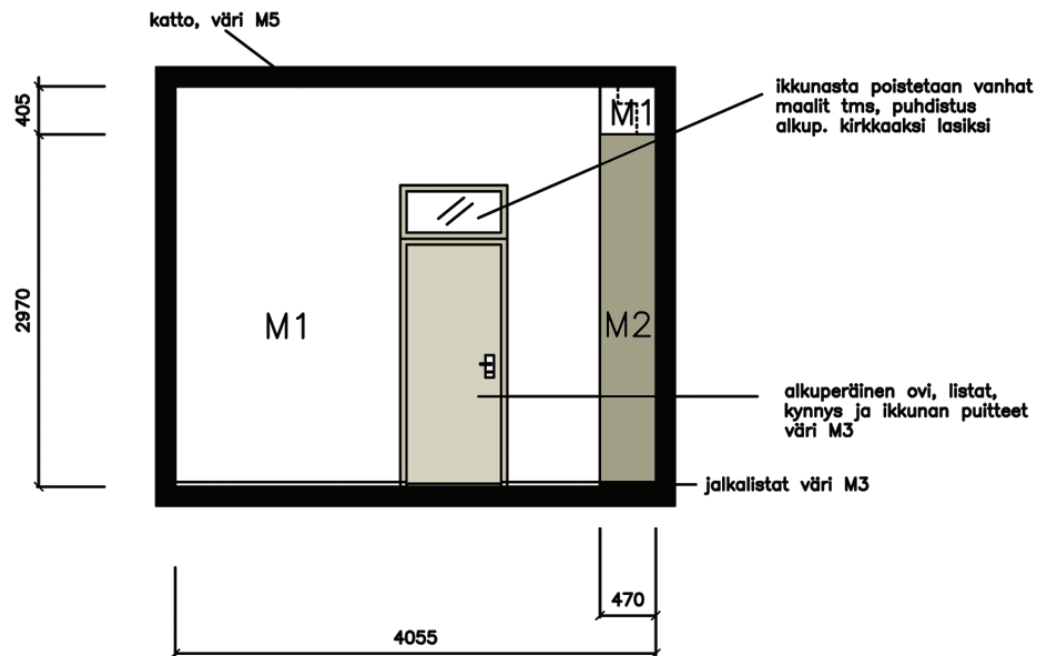 katto, väri M5
405
2970
M1
M1
M2
ikkunasta poistetaan vanhat
maalit tms, puhdistus
alkup. kirkkaaksi lasiksi
alkuperäinen ovi, listat,
kynnys ja ikkunan puitteet
väri M3
jalkalistat väri M3
470
4055